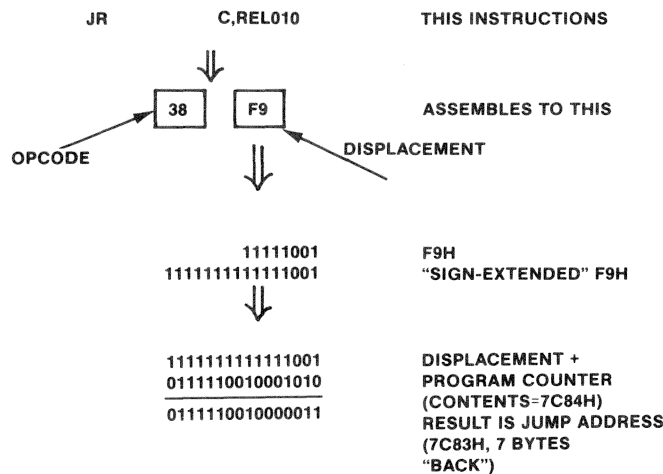 JR C,REL010 THIS INSTRUCTIONS
38 F9 ASSEMBLES TO THIS
OPCODE DISPLACEMENT
11111001 F9H
1111111111111001 “SIGN-EXTENDED” F9H
1111111111111001 DISPLACEMENT +
0111110010001010 PROGRAM COUNTER
(CONTENTS=7C84H)
0111110010000011 RESULT IS JUMP ADDRESS
(7C83H, 7 BYTES
“BACK”)